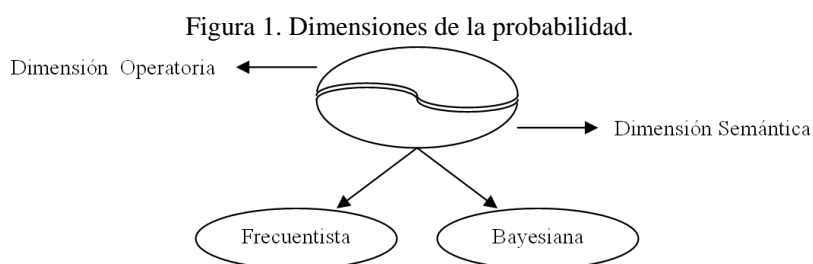 Figura 1. Dimensiones de la probabilidad.
Dimensión Operatoria
Dimensión Semántica
Frecuentista
Bayesiana